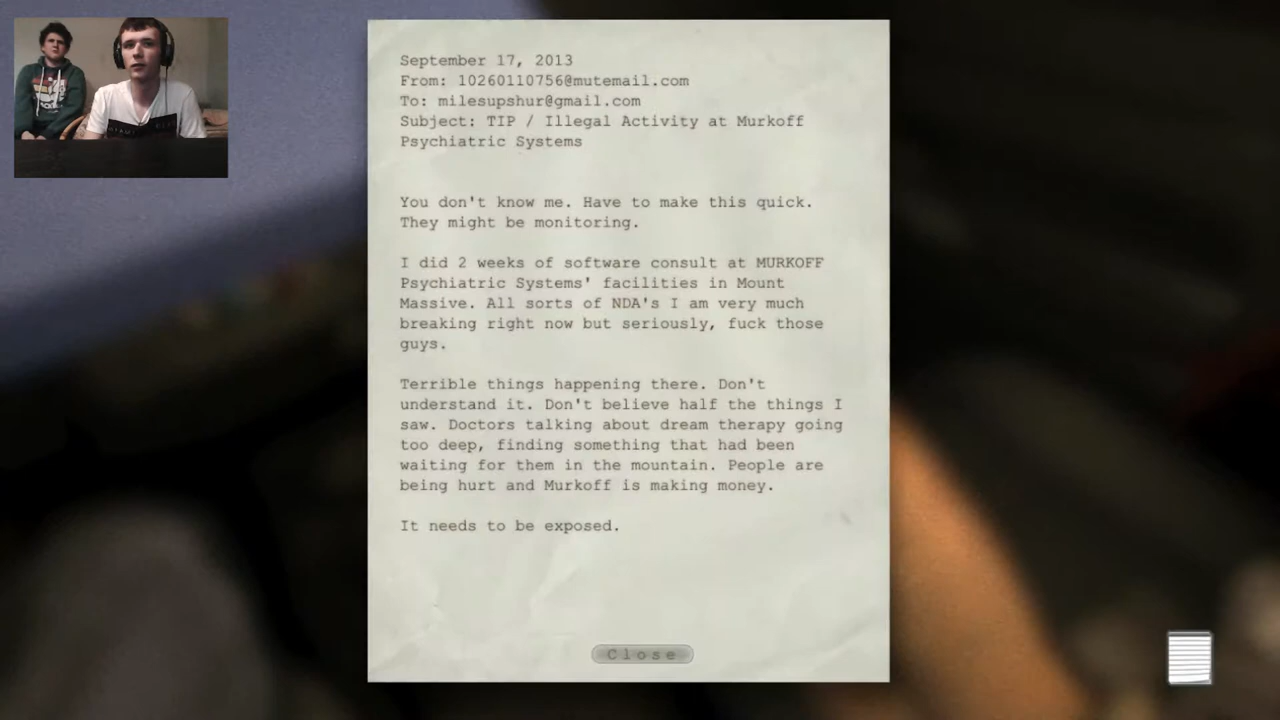 September 17, 2013
From: 10260110756@mutemail.com
To: milesupshur@gmail.com
Subject: TIP / Illegal Activity at Murkoff
Psychiatric Systems
You don't know me. Have to make this quick.
They might be monitoring.
I did 2 weeks of software consult at MURKOFF
Psychiatric Systems' facilities in Mount
Massive. All sorts of NDA's I am very much
breaking right now but seriously, fuck those
guys.
Terrible things happening there. Don't
understand it. Don't believe half the things I
saw. Doctors talking about dream therapy going
too deep, finding something that had been
waiting for them in the mountain. People are
being hurt and Murkoff is making money.
It needs to be exposed.
Close